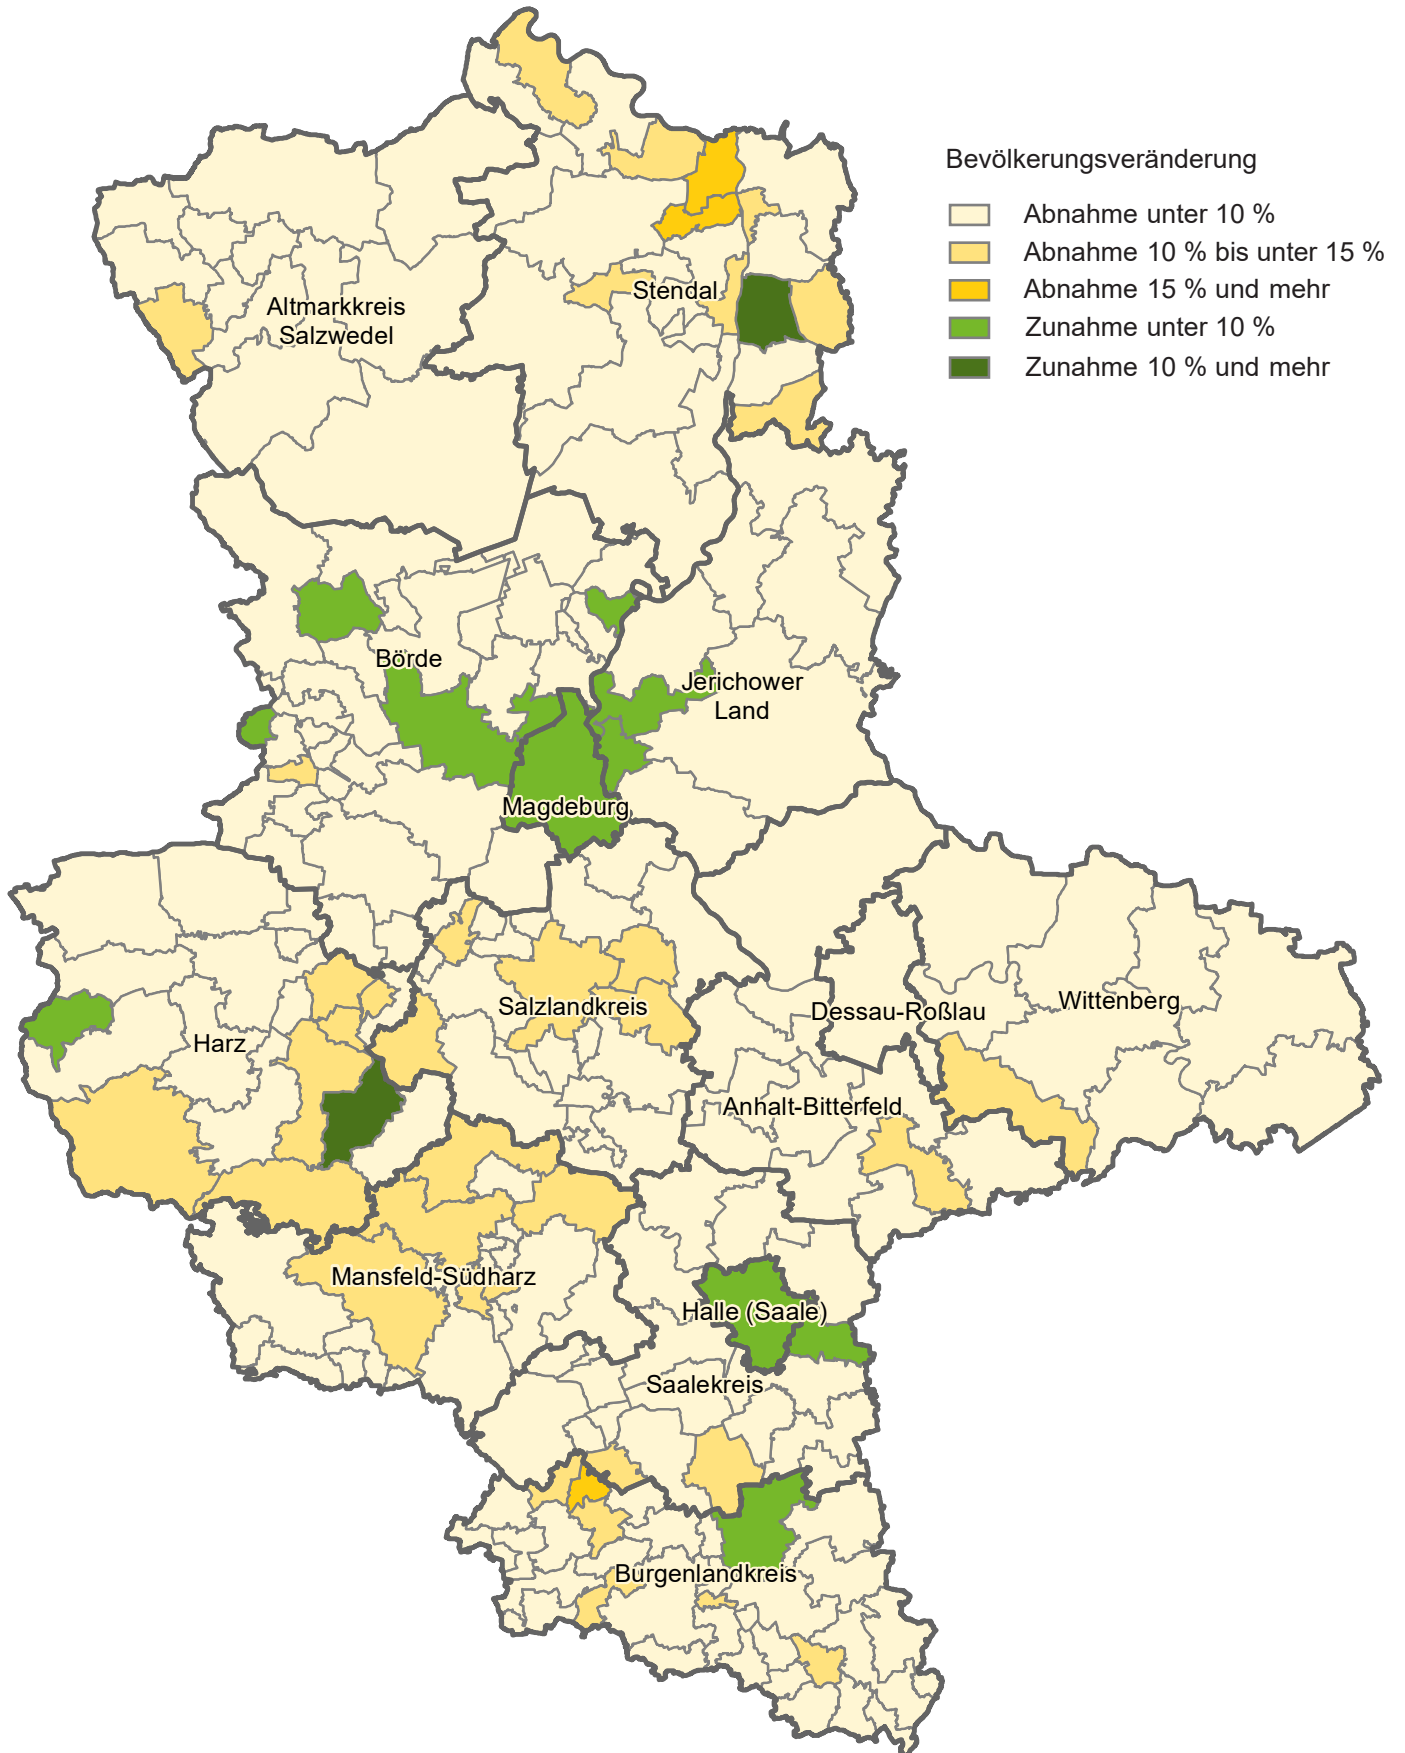 Bevölkerungsveränderung
Abnahme unter 10 %
Abnahme 10 % bis unter 15 %
Abnahme 15 % und mehr
Zunahme unter 10 %
Zunahme 10 % und mehr
Stendal
Altmarkkreis
Salzwedel
Börde
Jerichower
Land
Magdeburg
Salzlandkreis
Dessau-Roßlau
Wittenberg
Harz
Anhalt-Bitterfeld
Mansfeld-Südharz
Halle (Saale)
Saalekreis
Burgenlandkreis